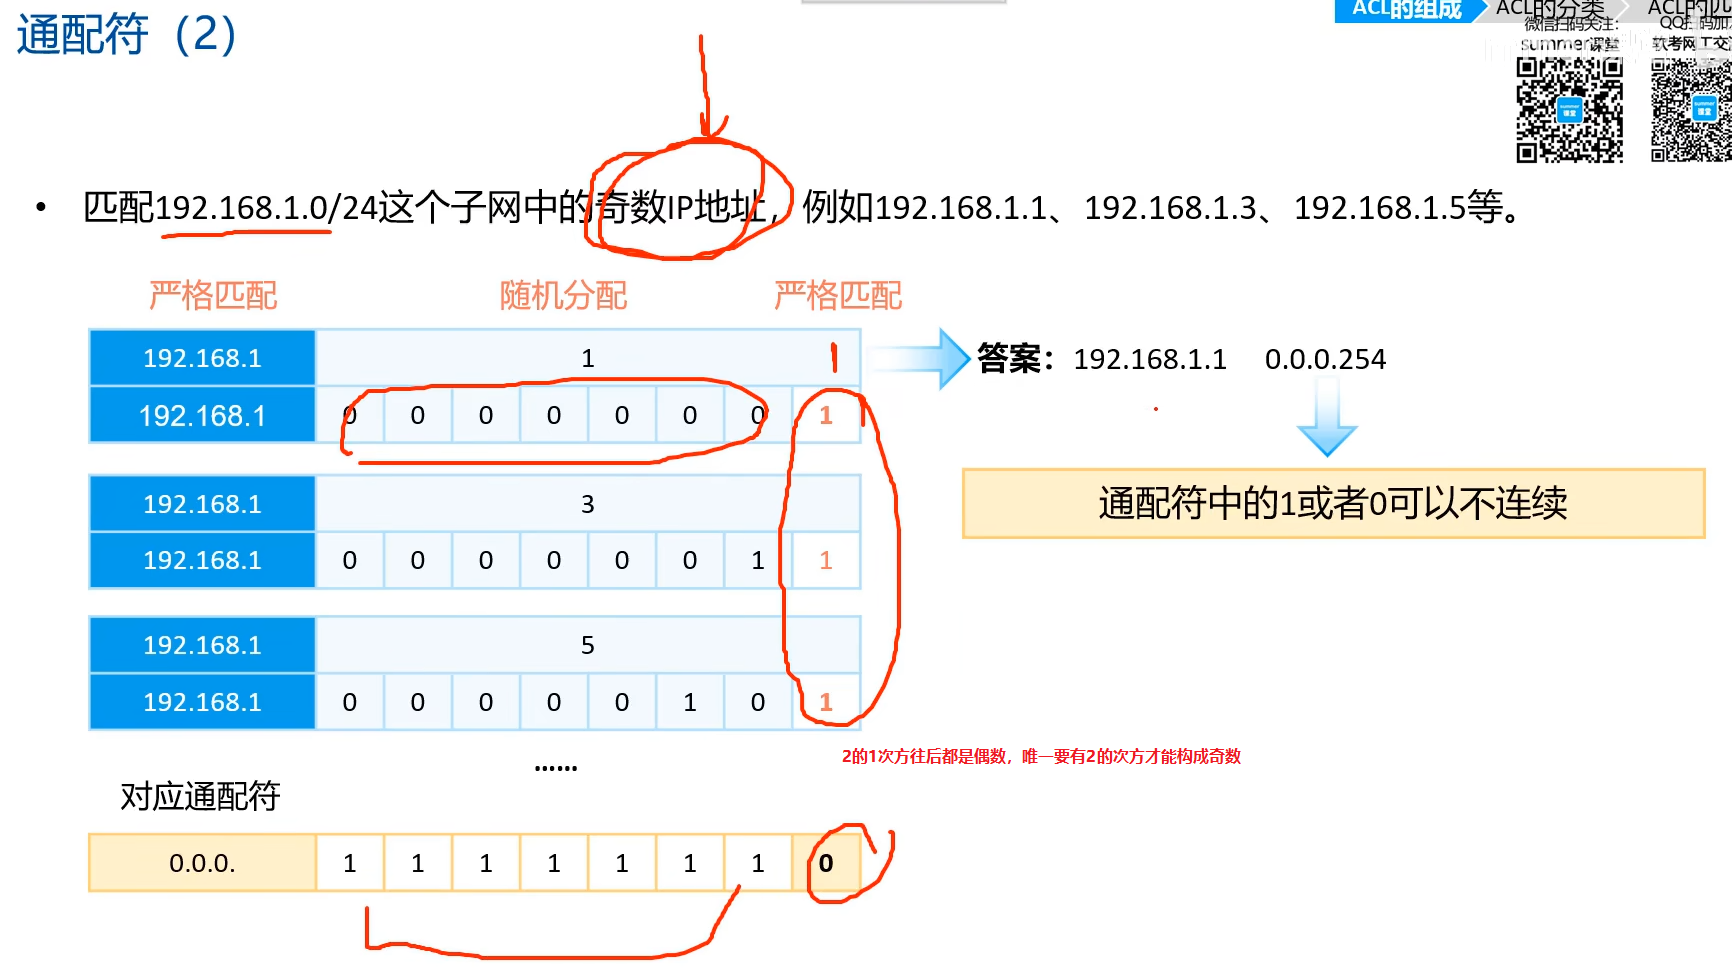 通配符（2）
ACL的组成
ACL的分类
ACL的匹
微信扫码关注：
summer课堂
QQ扫码加
软考网工交
• 匹配192.168.1.0/24这个子网中的奇数IP地址，例如192.168.1.1、192.168.1.3、192.168.1.5等。
严格匹配 随机分配 严格匹配
192.168.1 1
192.168.1 0 0 0 0 0 0 0 1
答案：192.168.1.1 0.0.0.254
192.168.1 3
192.168.1 0 0 0 0 0 0 1 1
通配符中的1或者0可以不连续
192.168.1 5
192.168.1 0 0 0 0 0 1 0 1
2的1次方往后都是偶数，唯一要有2的次方才能构成奇数
......
对应通配符
0.0.0. 1 1 1 1 1 1 1 0